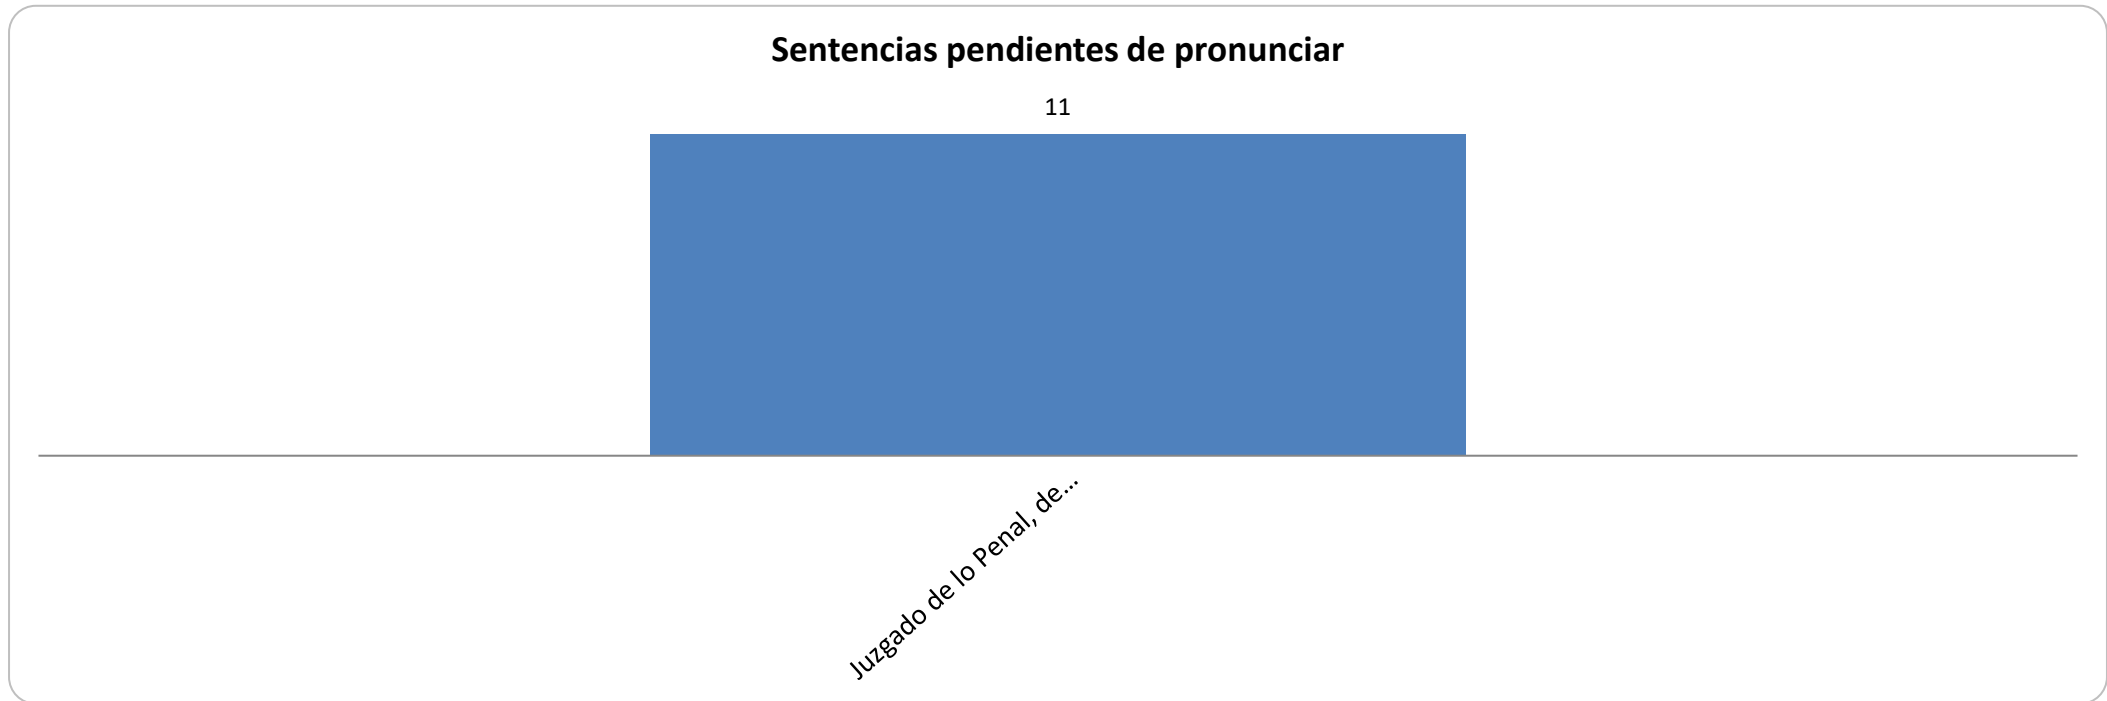 Sentencias pendientes de pronunciar
11
Juzgado de lo Penal, de...